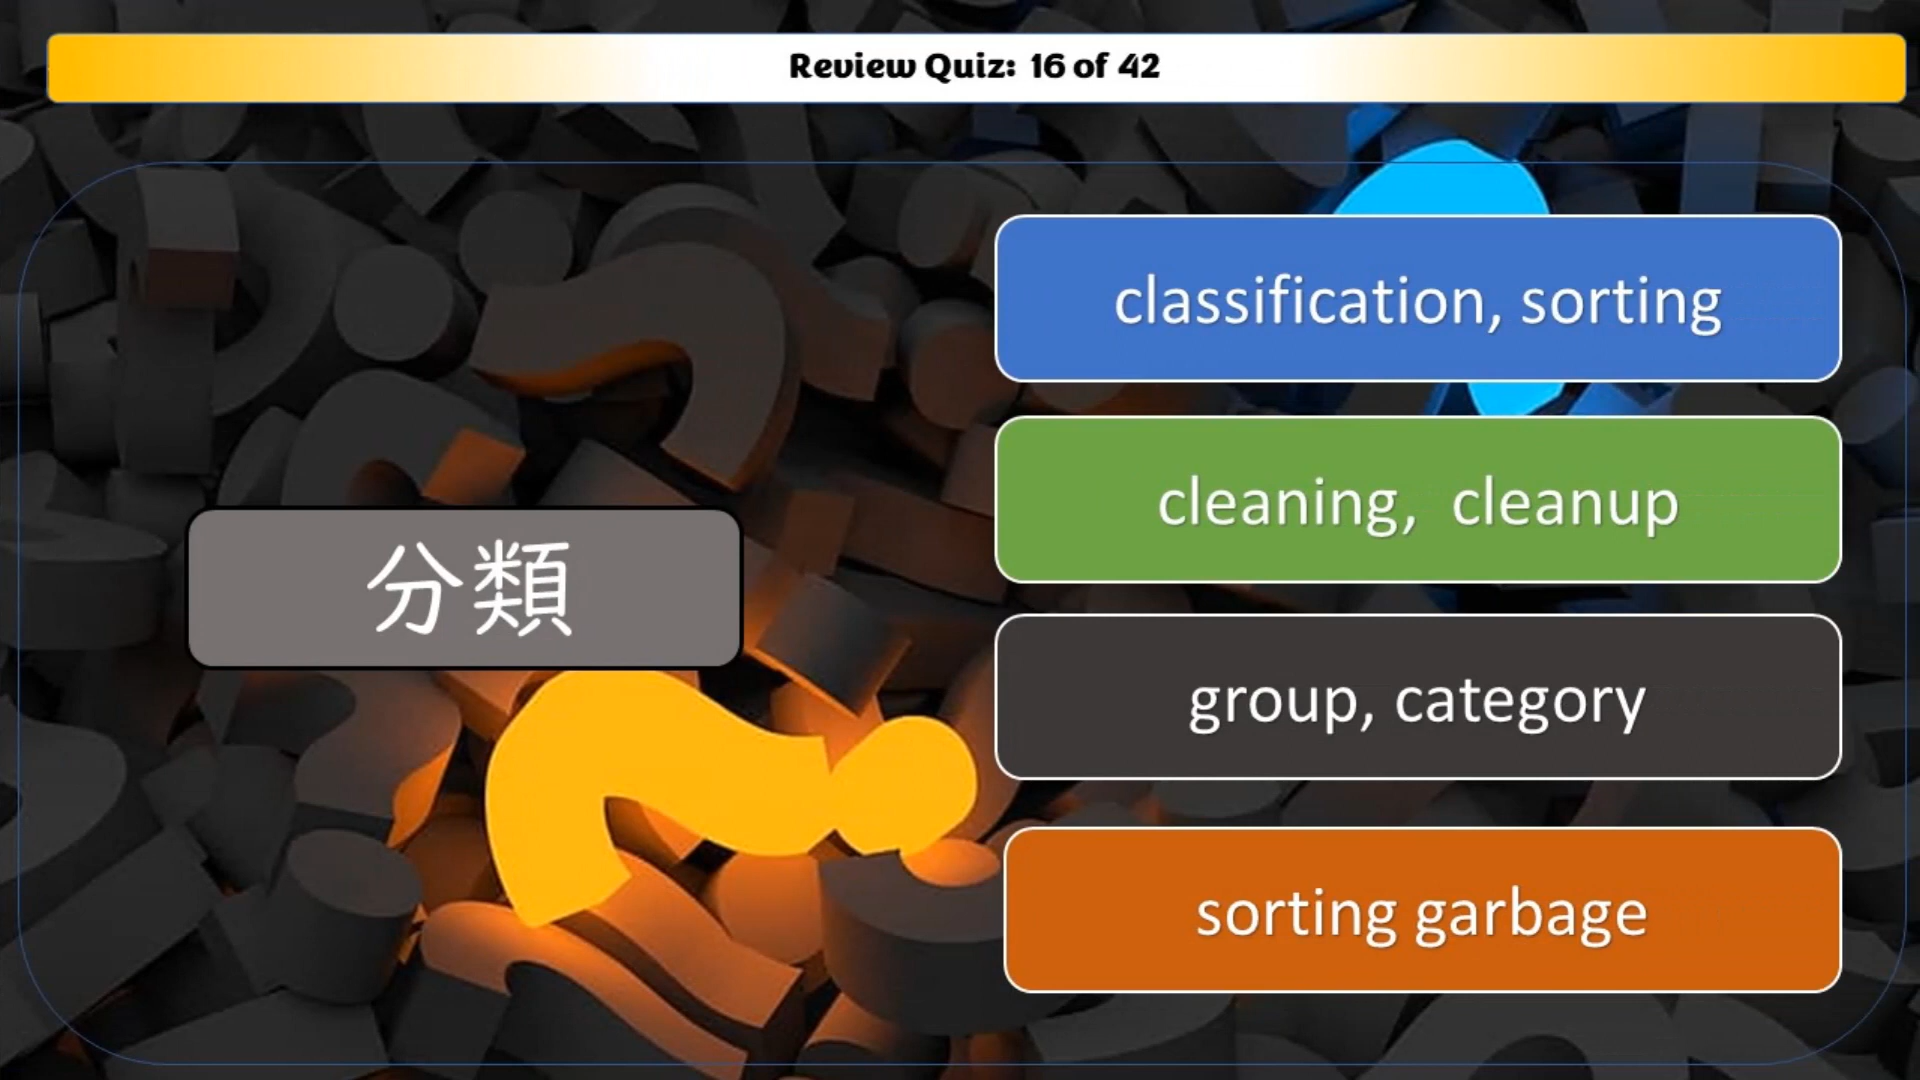 Review Quiz: 16 of 42
分類
classification, sorting
cleaning, cleanup
group, category
sorting garbage